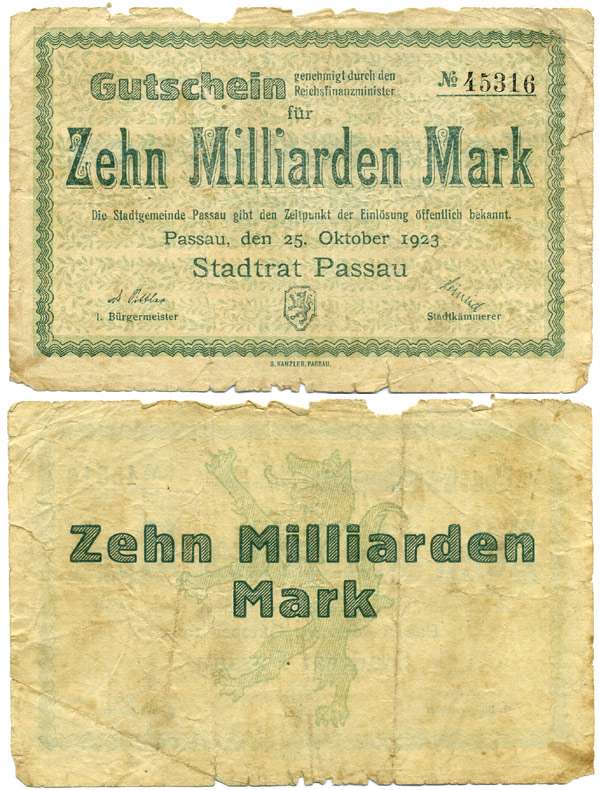 Gutschein genehmigt durch den Reichsfinanzminister № 45316
für
Zehn Milliarden Mark
Die Stadtgemeinde Passau gibt den Zeitpunkt der Einlösung öffentlich bekannt.
Passau, den 25. Oktober 1923
Stadtrat Passau
1. Bürgermeister
Stadtkämmerer
Zehn Milliarden
Mark